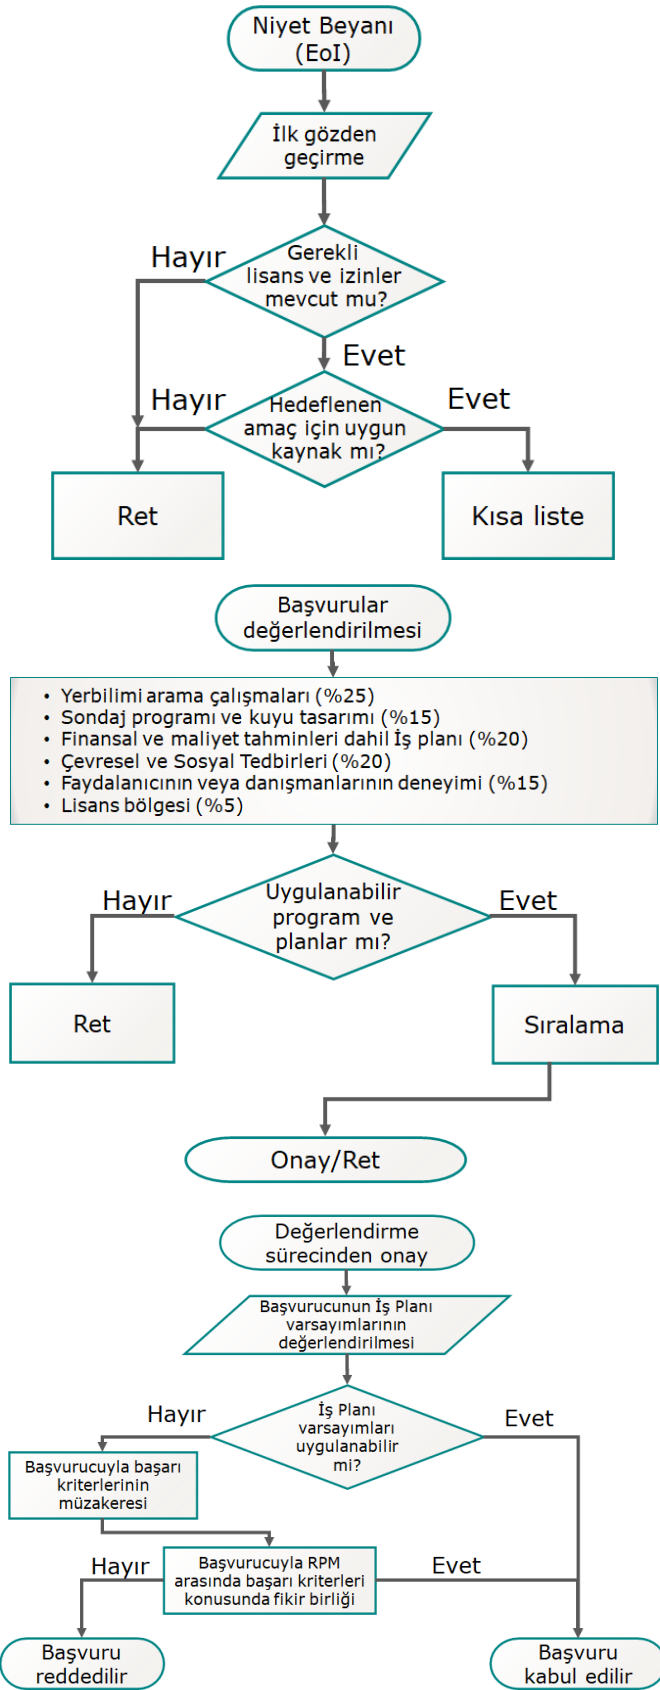 Niyet Beyanı
(EoI)
İlk gözden
geçirme
Hayır
Gerekli
lisans ve izinler
mevcut mu?
Evet
Hayır
Hedeflenen
amaç için uygun
kaynak mı?
Evet
Ret
Kısa liste
Başvurular
değerlendirilmesi
• Yerbilimi arama çalışmaları (%25)
• Sondaj programı ve kuyu tasarımı (%15)
• Finansal ve maliyet tahminleri dahil İş planı (%20)
• Çevresel ve Sosyal Tedbirleri (%20)
• Faydalanıcının veya danışmanlarının deneyimi (%15)
• Lisans bölgesi (%5)
Hayır
Uygulanabilir
program ve
planlar mı?
Evet
Ret
Sıralama
Onay/Ret
Değerlendirme
sürecinden onay
Başvurucunun İş Planı
varsayımlarının
değerlendirilmesi
Hayır
İş Planı
varsayımları
uygulanabilir
mi?
Evet
Başvurucuyla başarı
kriterlerinin
müzakeresi
Hayır
Başvurucuyla RPM
arasında başarı kriterleri
konusunda fikir birliği
Evet
Başvuru
reddedilir
Başvuru
kabul edilir